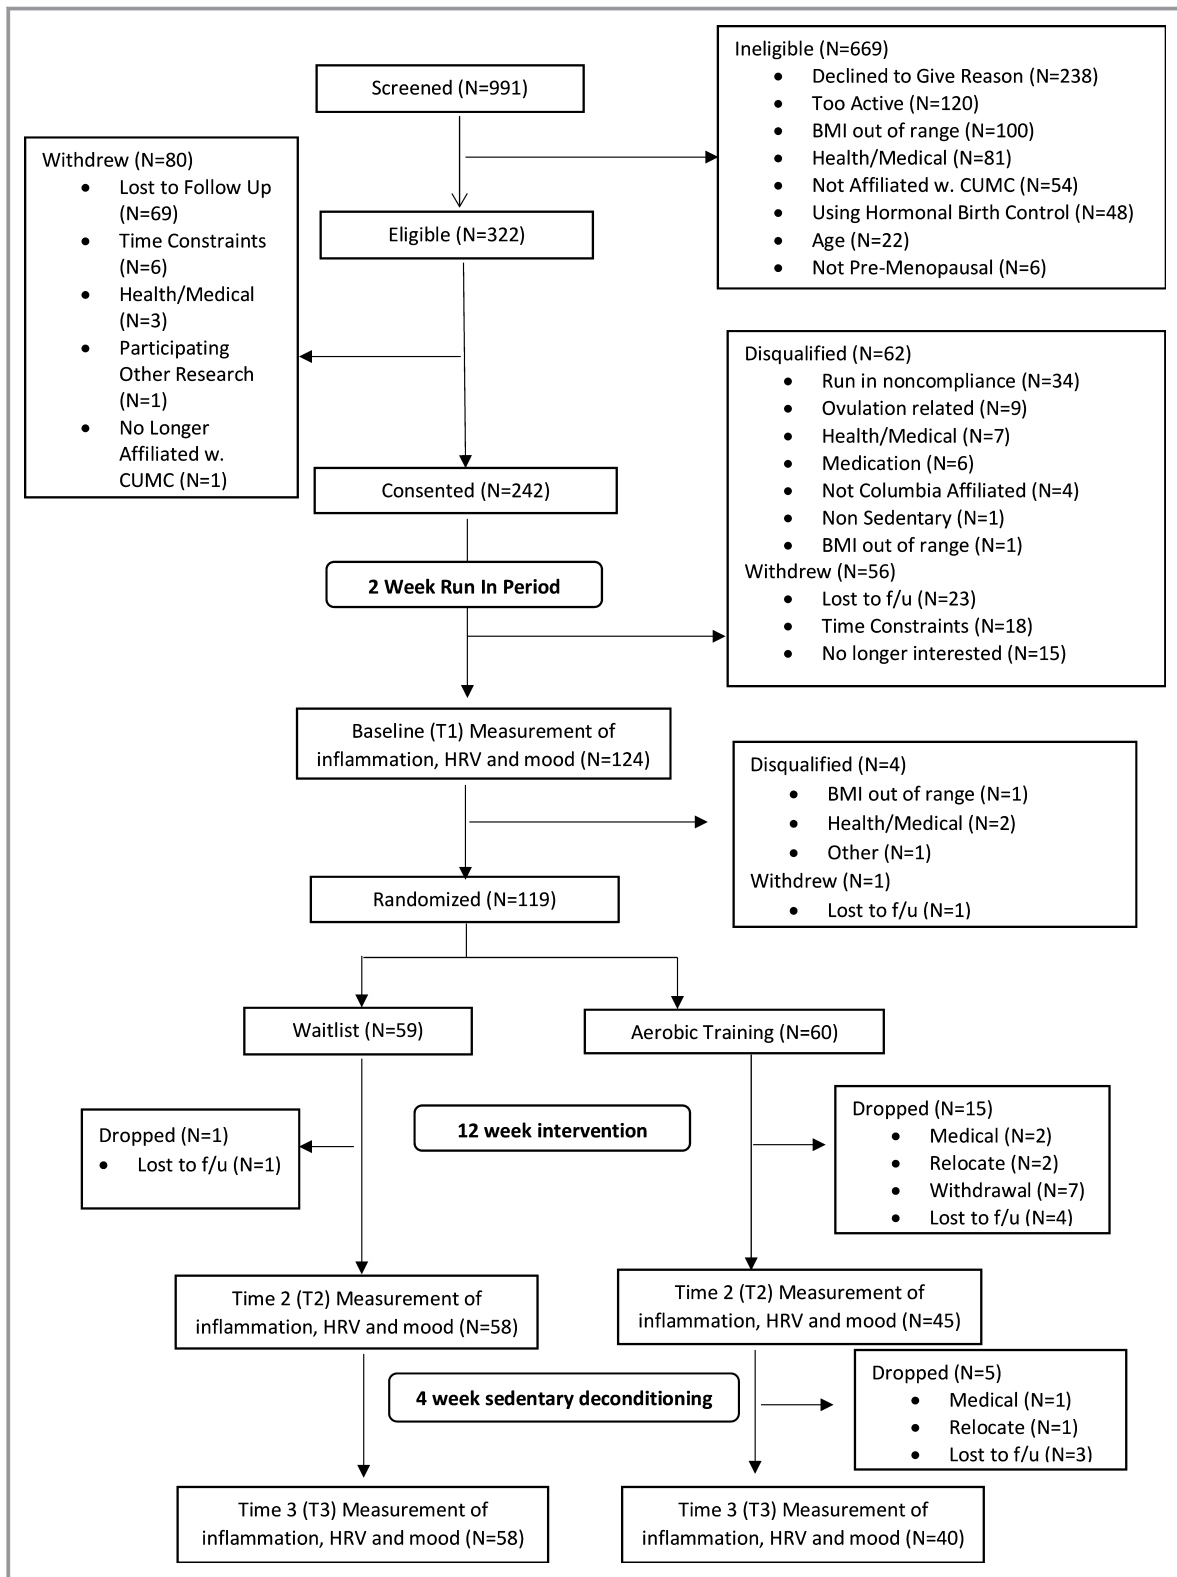 Screened (N=991)
Ineligible (N=669)
• Declined to Give Reason (N=238)
• Too Active (N=120)
• BMI out of range (N=100)
• Health/Medical (N=81)
• Not Affiliated w. CUMC (N=54)
• Using Hormonal Birth Control (N=48)
• Age (N=22)
• Not Pre-Menopausal (N=6)
Withdrew (N=80)
• Lost to Follow Up
(N=69)
• Time Constraints
(N=6)
• Health/Medical
(N=3)
• Participating
Other Research
(N=1)
• No Longer
Affiliated w.
CUMC (N=1)
Eligible (N=322)
Consented (N=242)
2 Week Run In Period
Disqualified (N=62)
• Run in noncompliance (N=34)
• Ovulation related (N=9)
• Health/Medical (N=7)
• Medication (N=6)
• Not Columbia Affiliated (N=4)
• Non Sedentary (N=1)
• BMI out of range (N=1)
Withdrew (N=56)
• Lost to f/u (N=23)
• Time Constraints (N=18)
• No longer interested (N=15)
Baseline (T1) Measurement of
inflammation, HRV and mood (N=124)
Disqualified (N=4)
• BMI out of range (N=1)
• Health/Medical (N=2)
• Other (N=1)
Withdrew (N=1)
• Lost to f/u (N=1)
Randomized (N=119)
Waitlist (N=59)
Aerobic Training (N=60)
12 week intervention
Dropped (N=1)
• Lost to f/u (N=1)
Dropped (N=15)
• Medical (N=2)
• Relocate (N=2)
• Withdrawal (N=7)
• Lost to f/u (N=4)
Time 2 (T2) Measurement of
inflammation, HRV and mood (N=58)
Time 2 (T2) Measurement of
inflammation, HRV and mood (N=45)
4 week sedentary deconditioning
Dropped (N=5)
• Medical (N=1)
• Relocate (N=1)
• Lost to f/u (N=3)
Time 3 (T3) Measurement of
inflammation, HRV and mood (N=58)
Time 3 (T3) Measurement of
inflammation, HRV and mood (N=40)